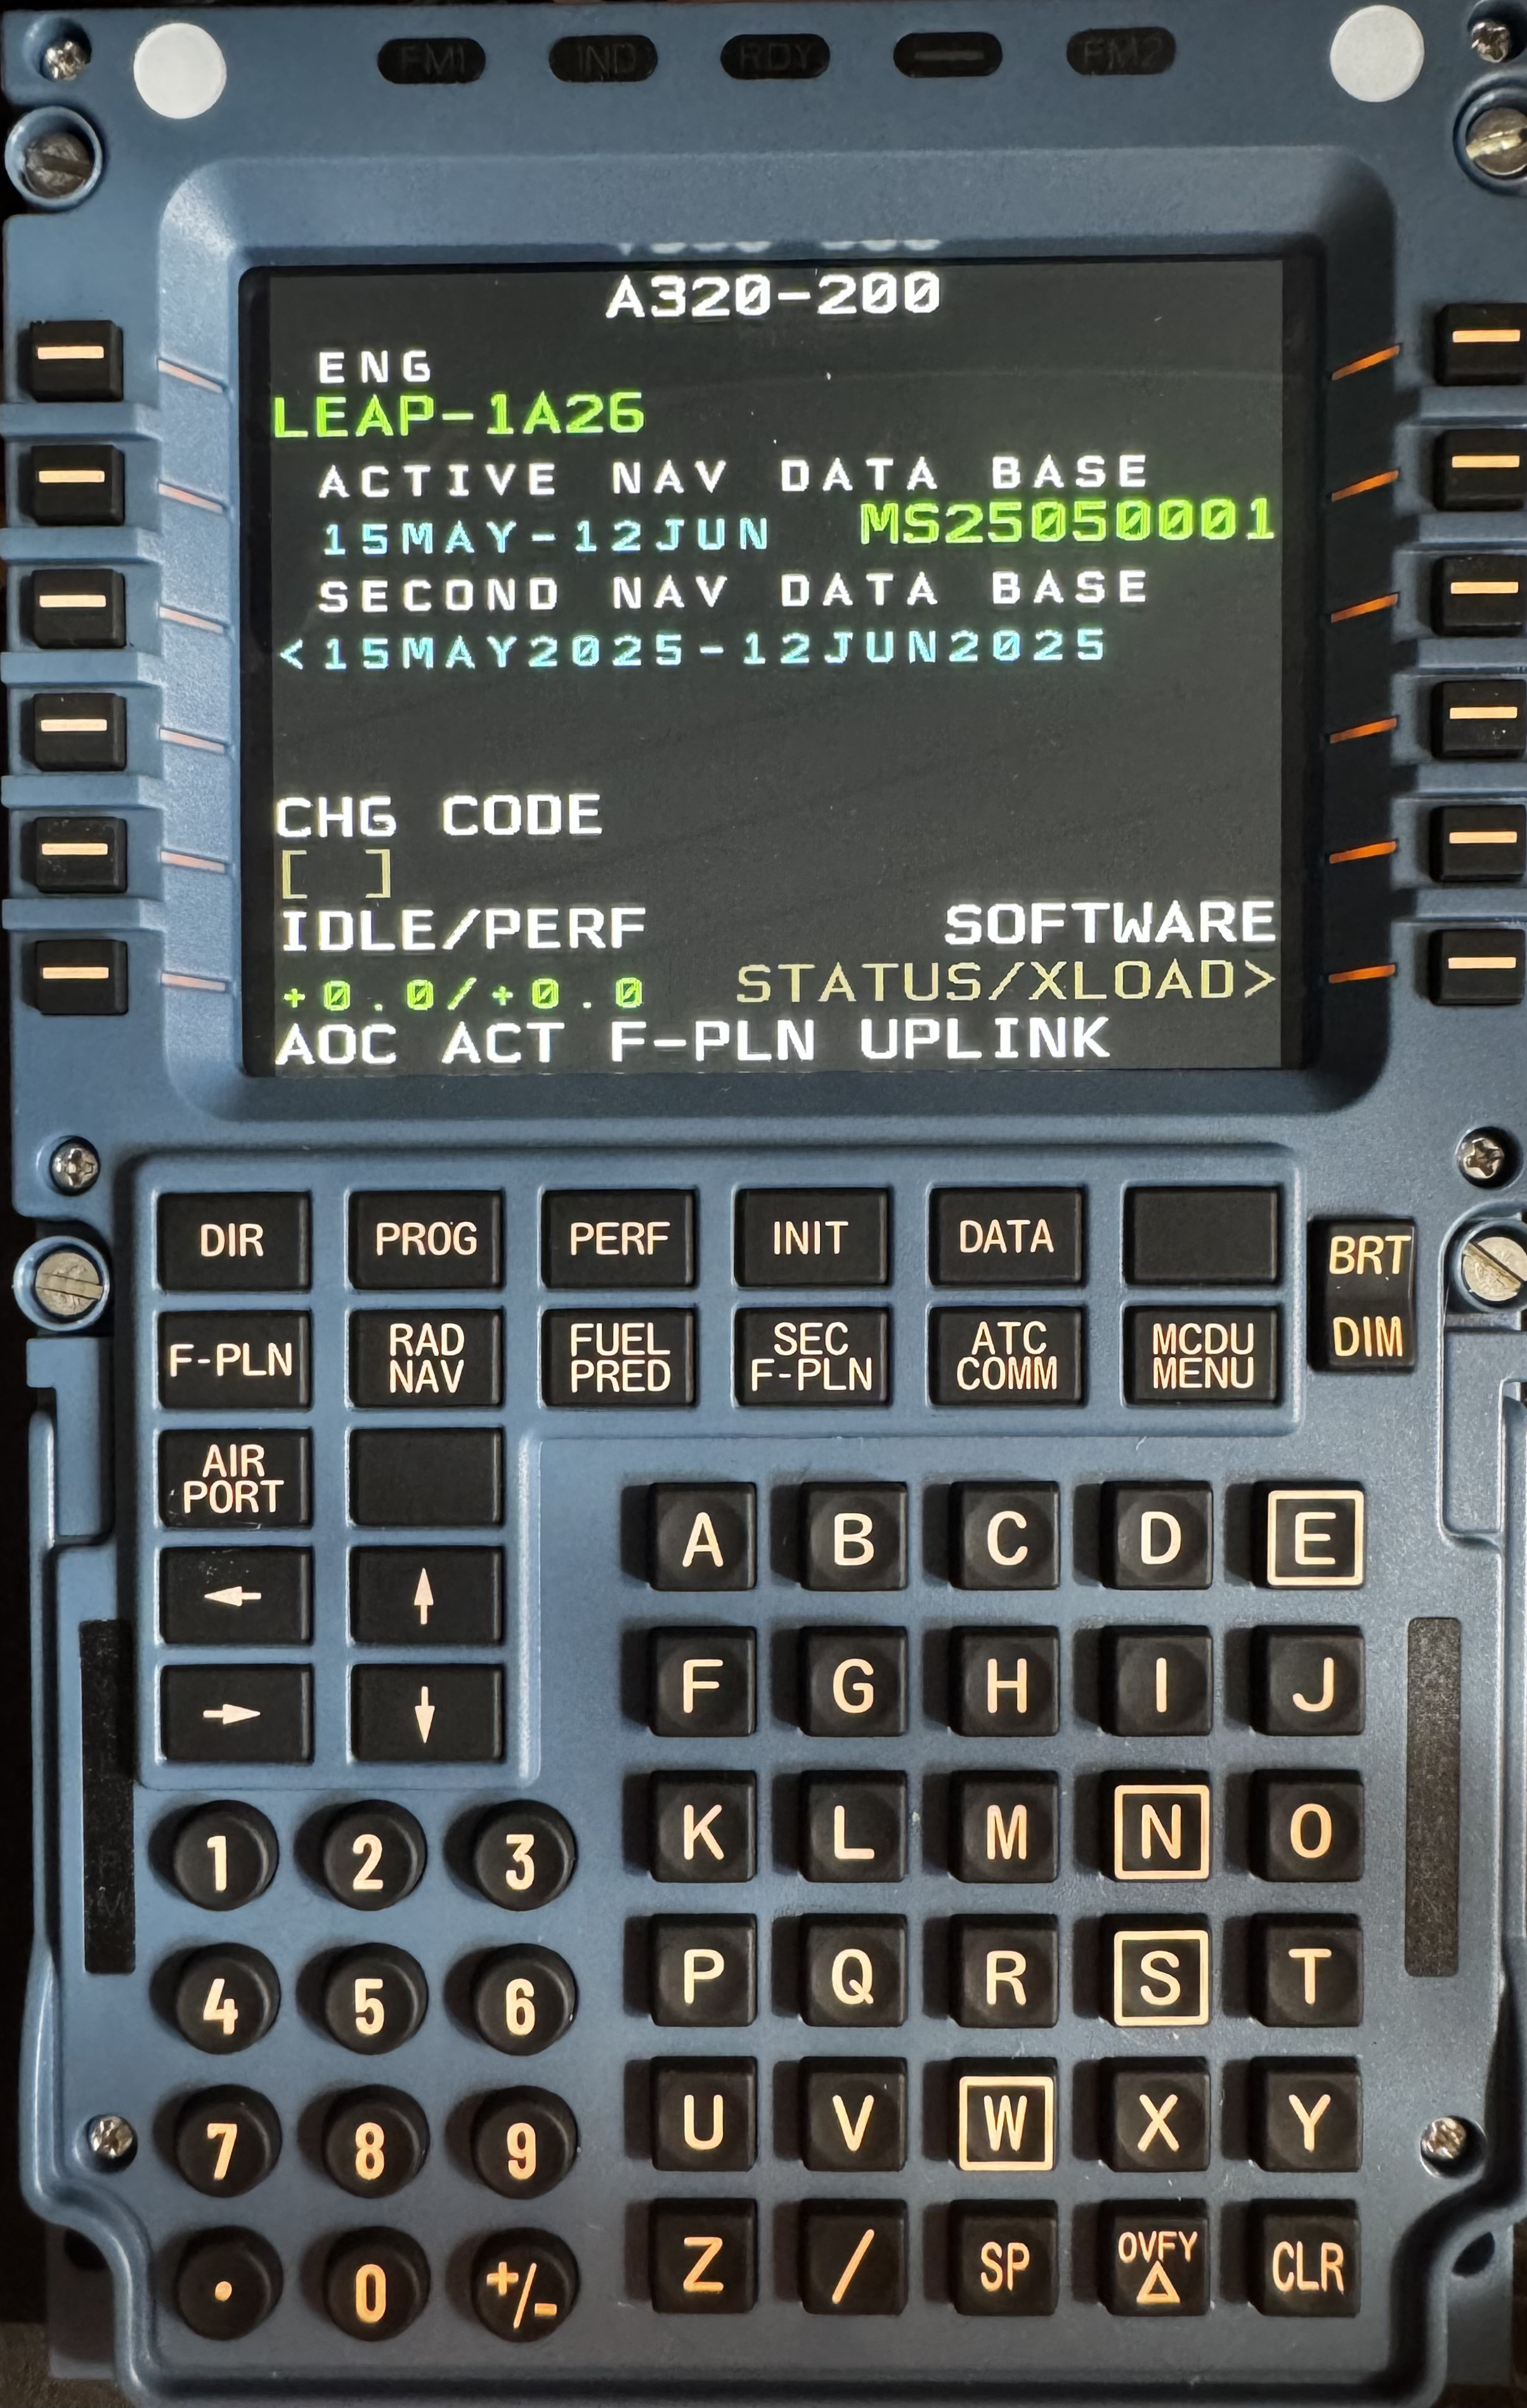 FM1 IND RDY FM2
A320-200
ENG
LEAP-1A26
ACTIVE NAV DATA BASE
15MAY-12JUN MS25050001
SECOND NAV DATA BASE
<15MAY2025-12JUN2025
CHG CODE
[ ]
IDLE/PERF SOFTWARE
+0.0/+0.0 STATUS/XLOAD>
AOC ACT F-PLN UPLINK
DIR PROG PERF INIT DATA
BRT
DIM
F-PLN RAD NAV FUEL PRED SEC F-PLN ATC COMM MCDU MENU
AIR PORT
← ↑
→ ↓
A B C D E
F G H I J
K L M N O
P Q R S T
U V W X Y
Z / SP OVFY Δ CLR
1 2 3
4 5 6
7 8 9
. 0 +/-